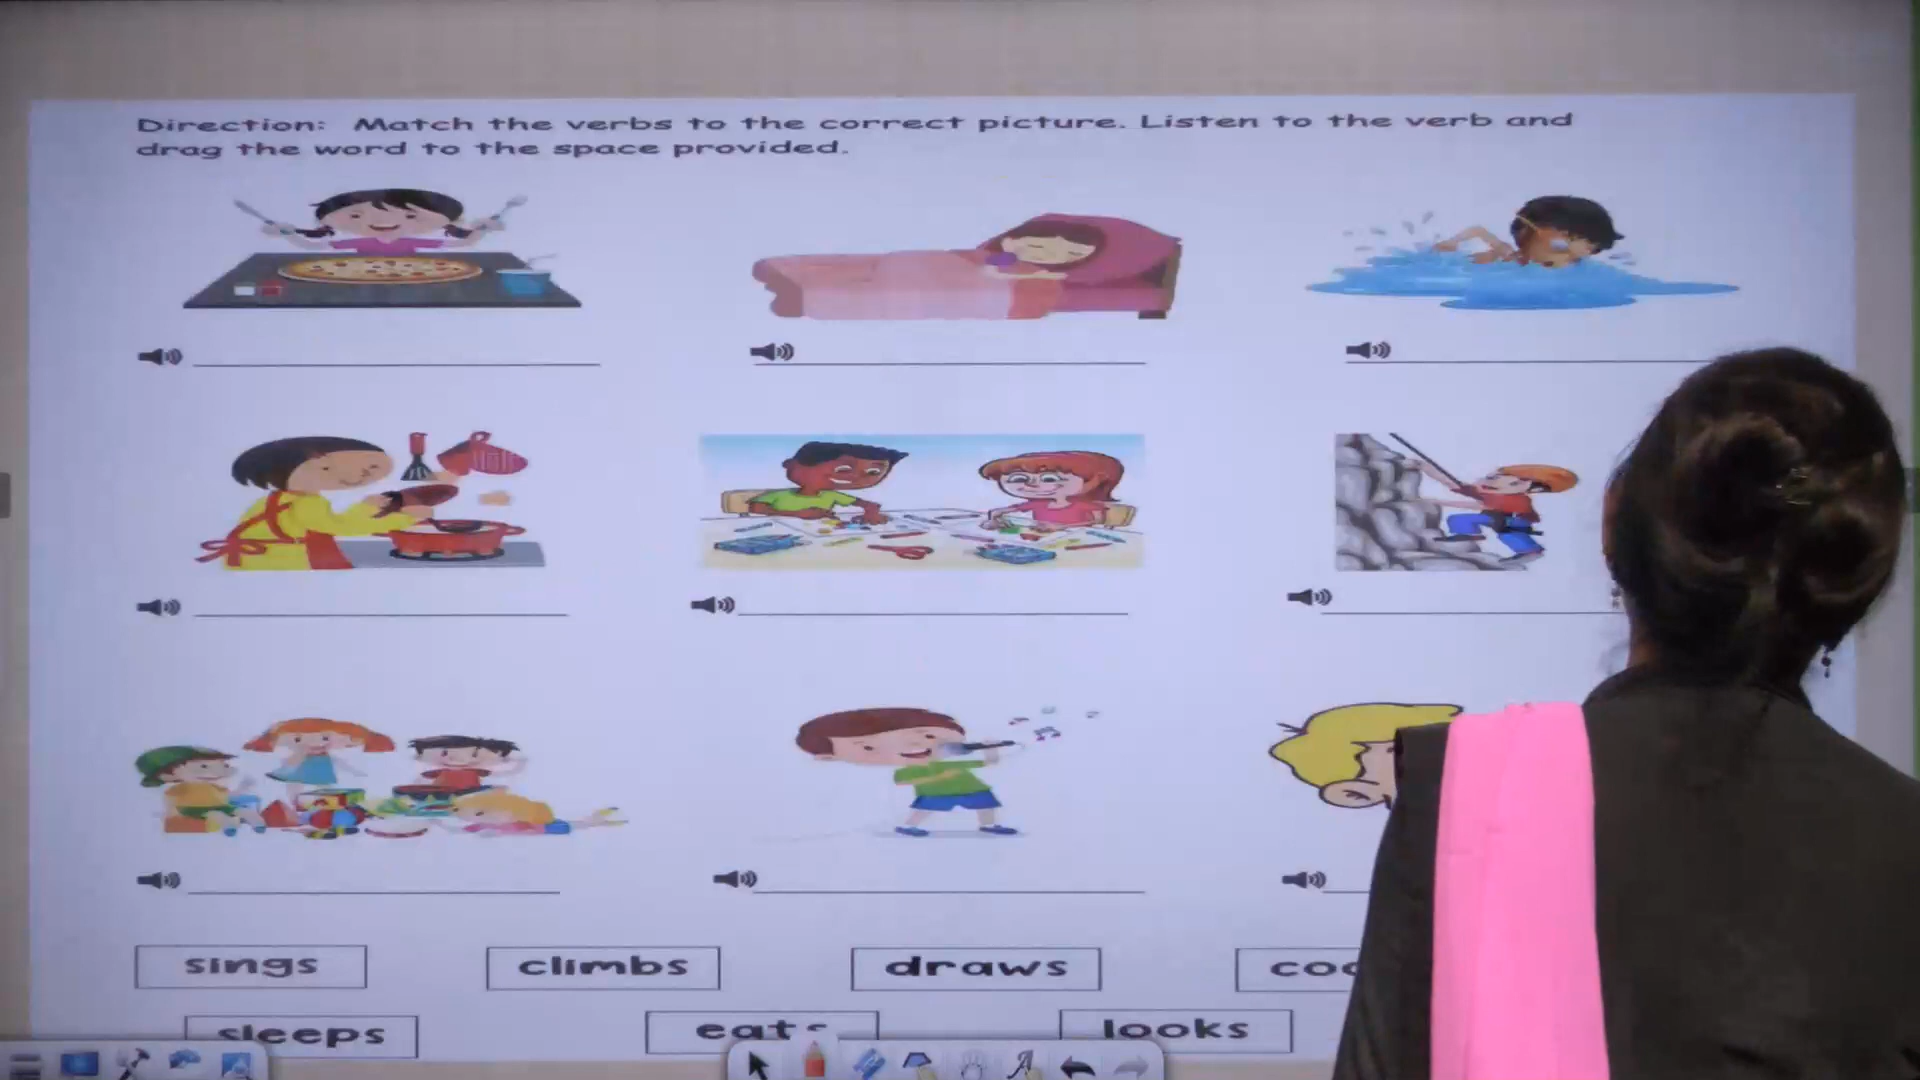 Direction: Match the verbs to the correct picture. Listen to the verb and
drag the word to the space provided.
sings climbs draws
sleeps eats looks